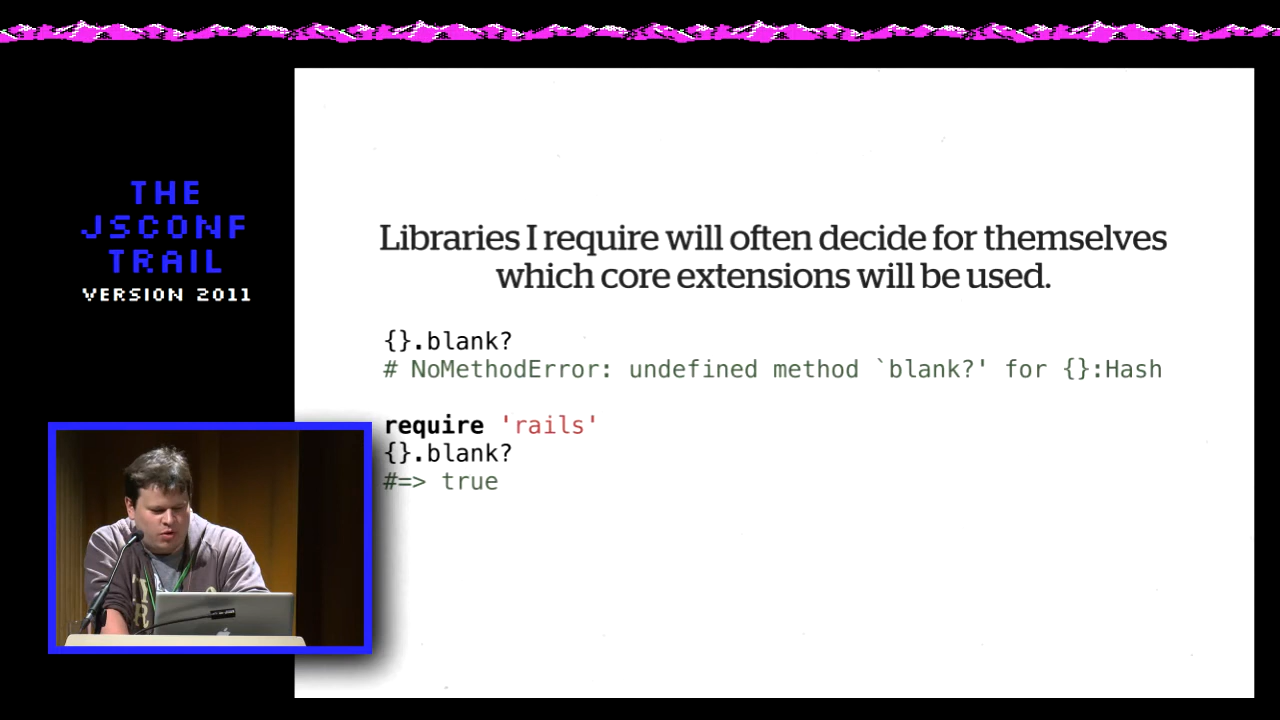 THE
JSCONF
TRAIL
VERSION 2011
Libraries I require will often decide for themselves
which core extensions will be used.
{}.blank?
# NoMethodError: undefined method `blank?' for {}:Hash
require 'rails'
{}.blank?
#=> true